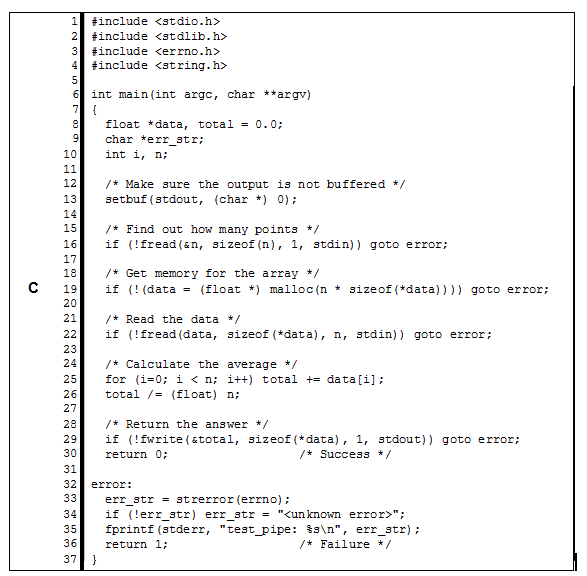 1 #include <stdio.h>
2 #include <stdlib.h>
3 #include <errno.h>
4 #include <string.h>
5
6 int main(int argc, char **argv)
7 {
8   float *data, total = 0.0;
9   char *err_str;
10   int i, n;
11
12   /* Make sure the output is not buffered */
13   setbuf(stdout, (char *) 0);
14
15   /* Find out how many points */
16   if (!fread(&n, sizeof(n), 1, stdin)) goto error;
17
18   /* Get memory for the array */
C 19   if (!(data = (float *) malloc(n * sizeof(*data)))) goto error;
20
21   /* Read the data */
22   if (!fread(data, sizeof(*data), n, stdin)) goto error;
23
24   /* Calculate the average */
25   for (i=0; i < n; i++) total += data[i];
26   total /= (float) n;
27
28   /* Return the answer */
29   if (!fwrite(&total, sizeof(*data), 1, stdout)) goto error;
30   return 0;                 /* Success */
31
32 error:
33   err_str = strerror(errno);
34   if (!err_str) err_str = "<unknown error>";
35   fprintf(stderr, "test_pipe: %s\n", err_str);
36   return 1;                 /* Failure */
37 }